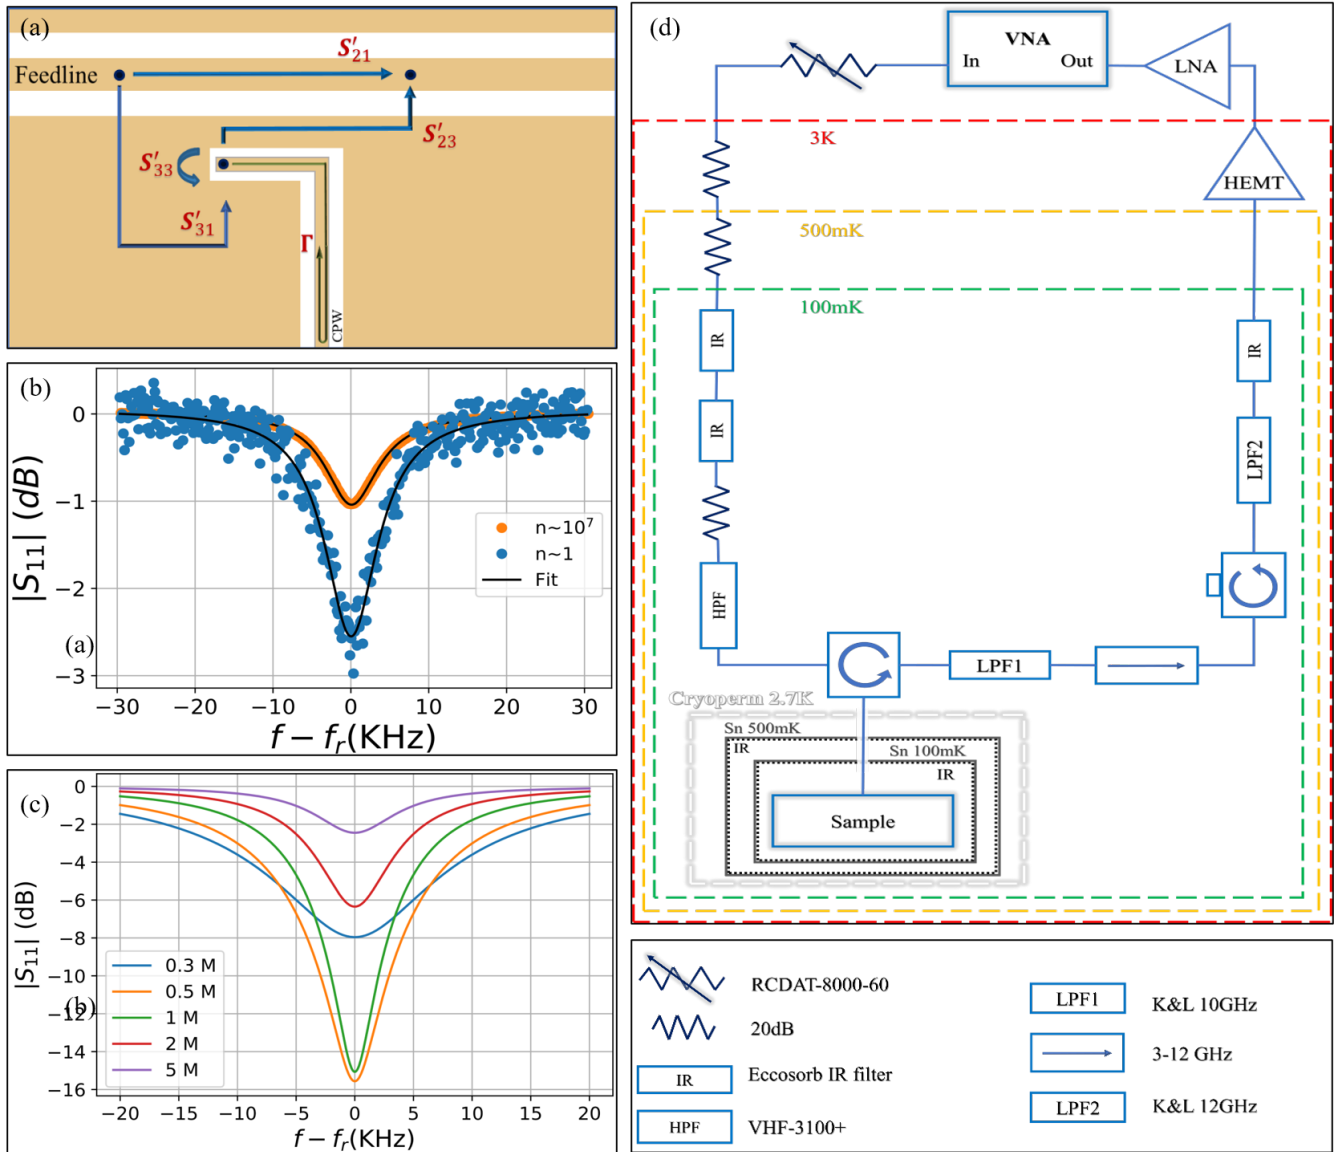 (a)
Feedline
S′21
S′23
S′33
S′31
Γ
CPW
(b)
|S11| (dB)
0
−1
−2
−3
(a)
n~10⁷
n~1
Fit
−30
−20
−10
0
10
20
30
f − fr(KHz)
(c)
|S11| (dB)
0
−2
−4
−6
−8
−10
−12
−14
−16
(b)
0.3 M
0.5 M
1 M
2 M
5 M
−20
−15
−10
−5
0
5
10
15
20
f − fr(KHz)
(d)
VNA
In
Out
LNA
3K
HEMT
500mK
100mK
IR
IR
IR
LPF2
HPF
LPF1
Cryoperm 2.7K
Sn 500mK
IR
Sn 100mK
IR
Sample
RCDAT-8000-60
20dB
IR
Eccosorb IR filter
HPF
VHF-3100+
LPF1
K&L 10GHz
3-12 GHz
LPF2
K&L 12GHz